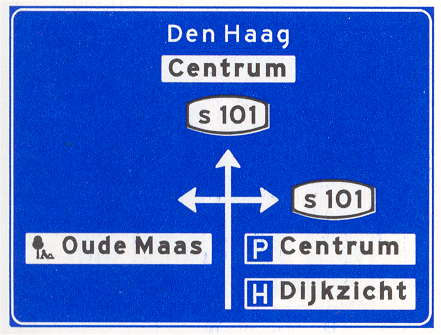 Den Haag
Centrum
s 101
s 101
Oude Maas
P Centrum
H Dijkzicht